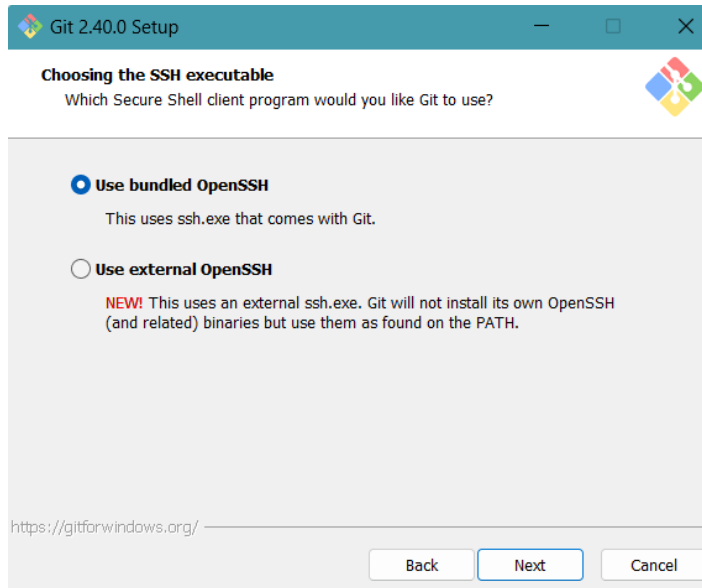 Git 2.40.0 Setup
Choosing the SSH executable
Which Secure Shell client program would you like Git to use?
Use bundled OpenSSH
This uses ssh.exe that comes with Git.
Use external OpenSSH
NEW! This uses an external ssh.exe. Git will not install its own OpenSSH
(and related) binaries but use them as found on the PATH.
https://gitforwindows.org/
Back Next Cancel